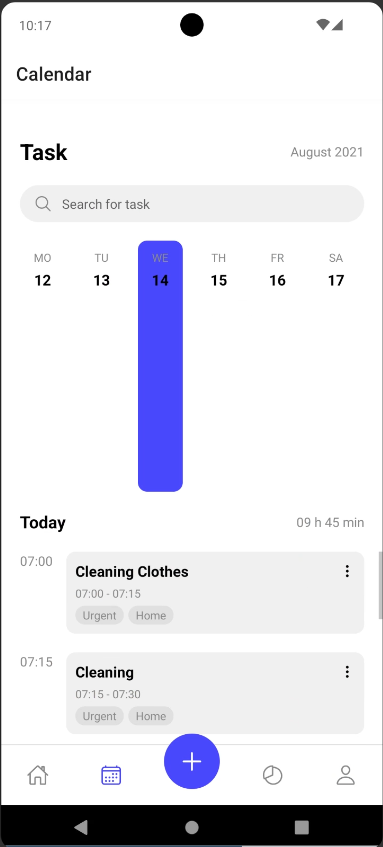 10:17
Calendar
Task
August 2021
Search for task
MO TU WE TH FR SA
12 13 14 15 16 17
Today
09 h 45 min
07:00
Cleaning Clothes
07:00 - 07:15
Urgent Home
07:15
Cleaning
07:15 - 07:30
Urgent Home